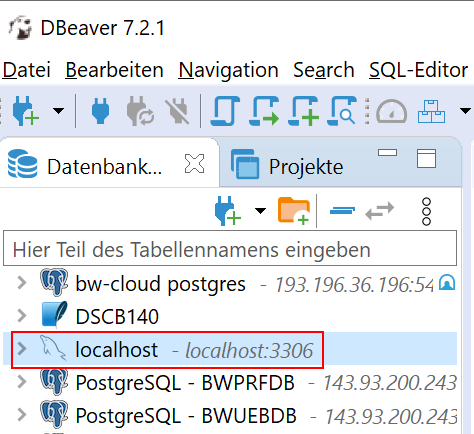 DBeaver 7.2.1
Datei Bearbeiten Navigation Search SQL-Editor
Datenbank... Projekte
Hier Teil des Tabellennamens eingeben
bw-cloud postgres - 193.196.36.196:54
DSCB140
localhost - localhost:3306
PostgreSQL - BWPRFDB - 143.93.200.243
PostgreSQL - BWUEBDB - 143.93.200.243